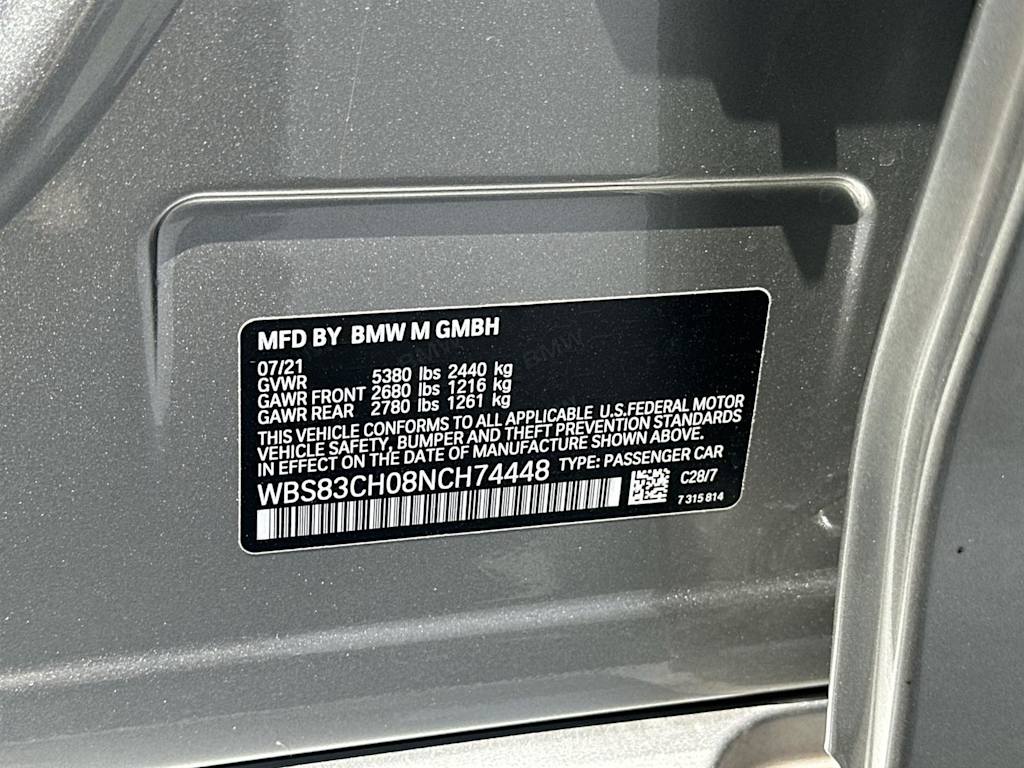 MFD BY BMW M GMBH
07/21
GVWR 5380 lbs 2440 kg
GAWR FRONT 2680 lbs 1216 kg
GAWR REAR 2780 lbs 1261 kg
THIS VEHICLE CONFORMS TO ALL APPLICABLE U.S.FEDERAL MOTOR
VEHICLE SAFETY, BUMPER AND THEFT PREVENTION STANDARDS
IN EFFECT ON THE DATE OF MANUFACTURE SHOWN ABOVE.
WBS83CH08NCH74448 TYPE: PASSENGER CAR
C28/7
7 315 814